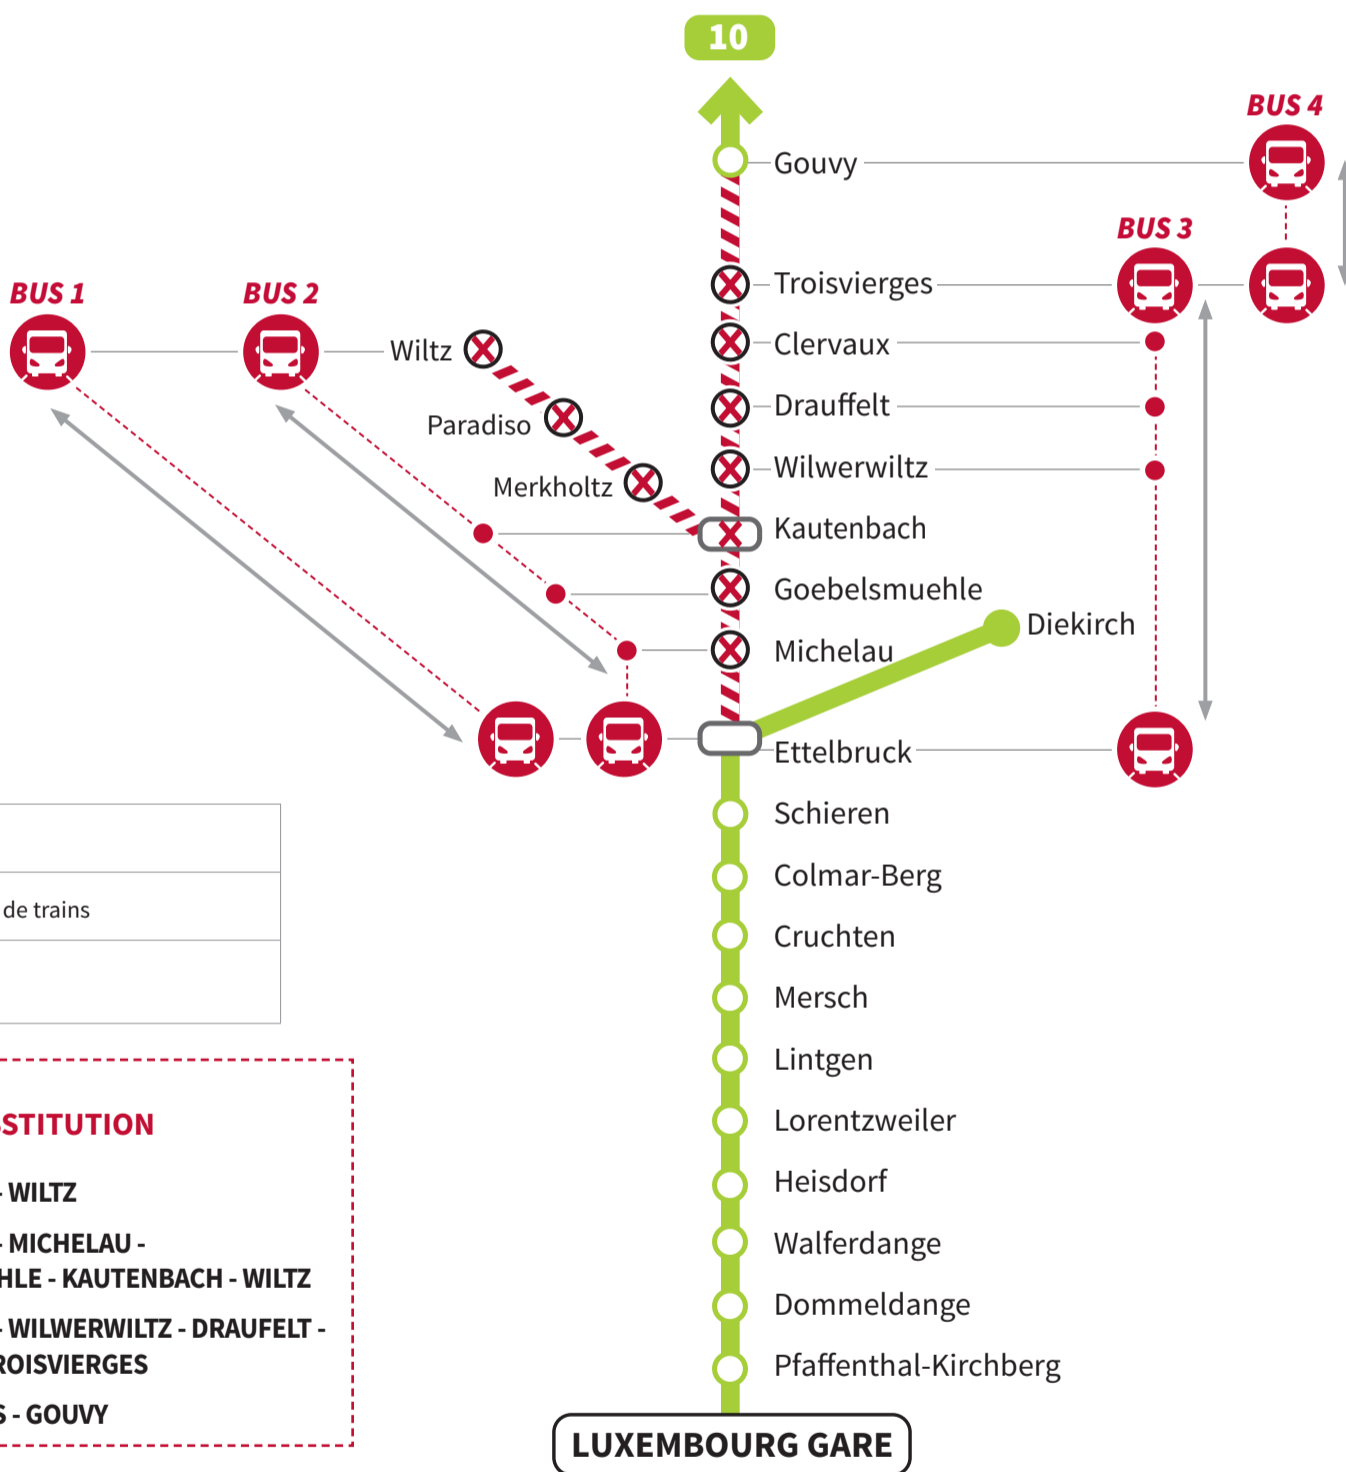 10
BUS 4
Gouvy
BUS 3
Troisvierges
BUS 1
BUS 2
Clervaux
Wiltz
Drauffelt
Paradiso
Wilwerwiltz
Merkholtz
Kautenbach
Goebelsmuehle
Diekirch
Michelau
Ettelbruck
Schieren
Colmar-Berg
de trains
Cruchten
Mersch
Lintgen
STITUTION
Lorentzweiler
- WILTZ
Heisdorf
- MICHELAU -
Walferdange
HLE - KAUTENBACH - WILTZ
Dommeldange
- WILWERWILTZ - DRAUFELT -
ROISVIERGES
Pfaffenthal-Kirchberg
S - GOUVY
LUXEMBOURG GARE